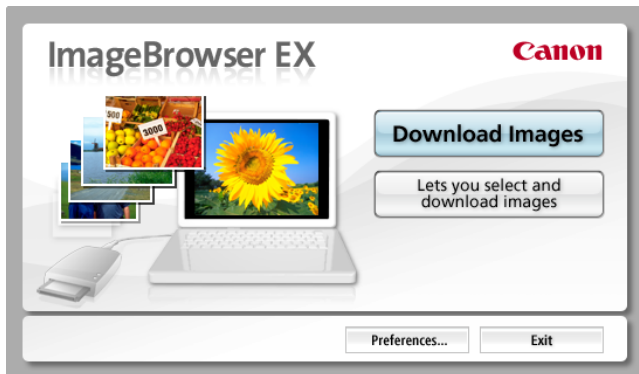 ImageBrowser EX
Canon
500
3000
Download Images
Lets you select and
download images
Preferences...
Exit